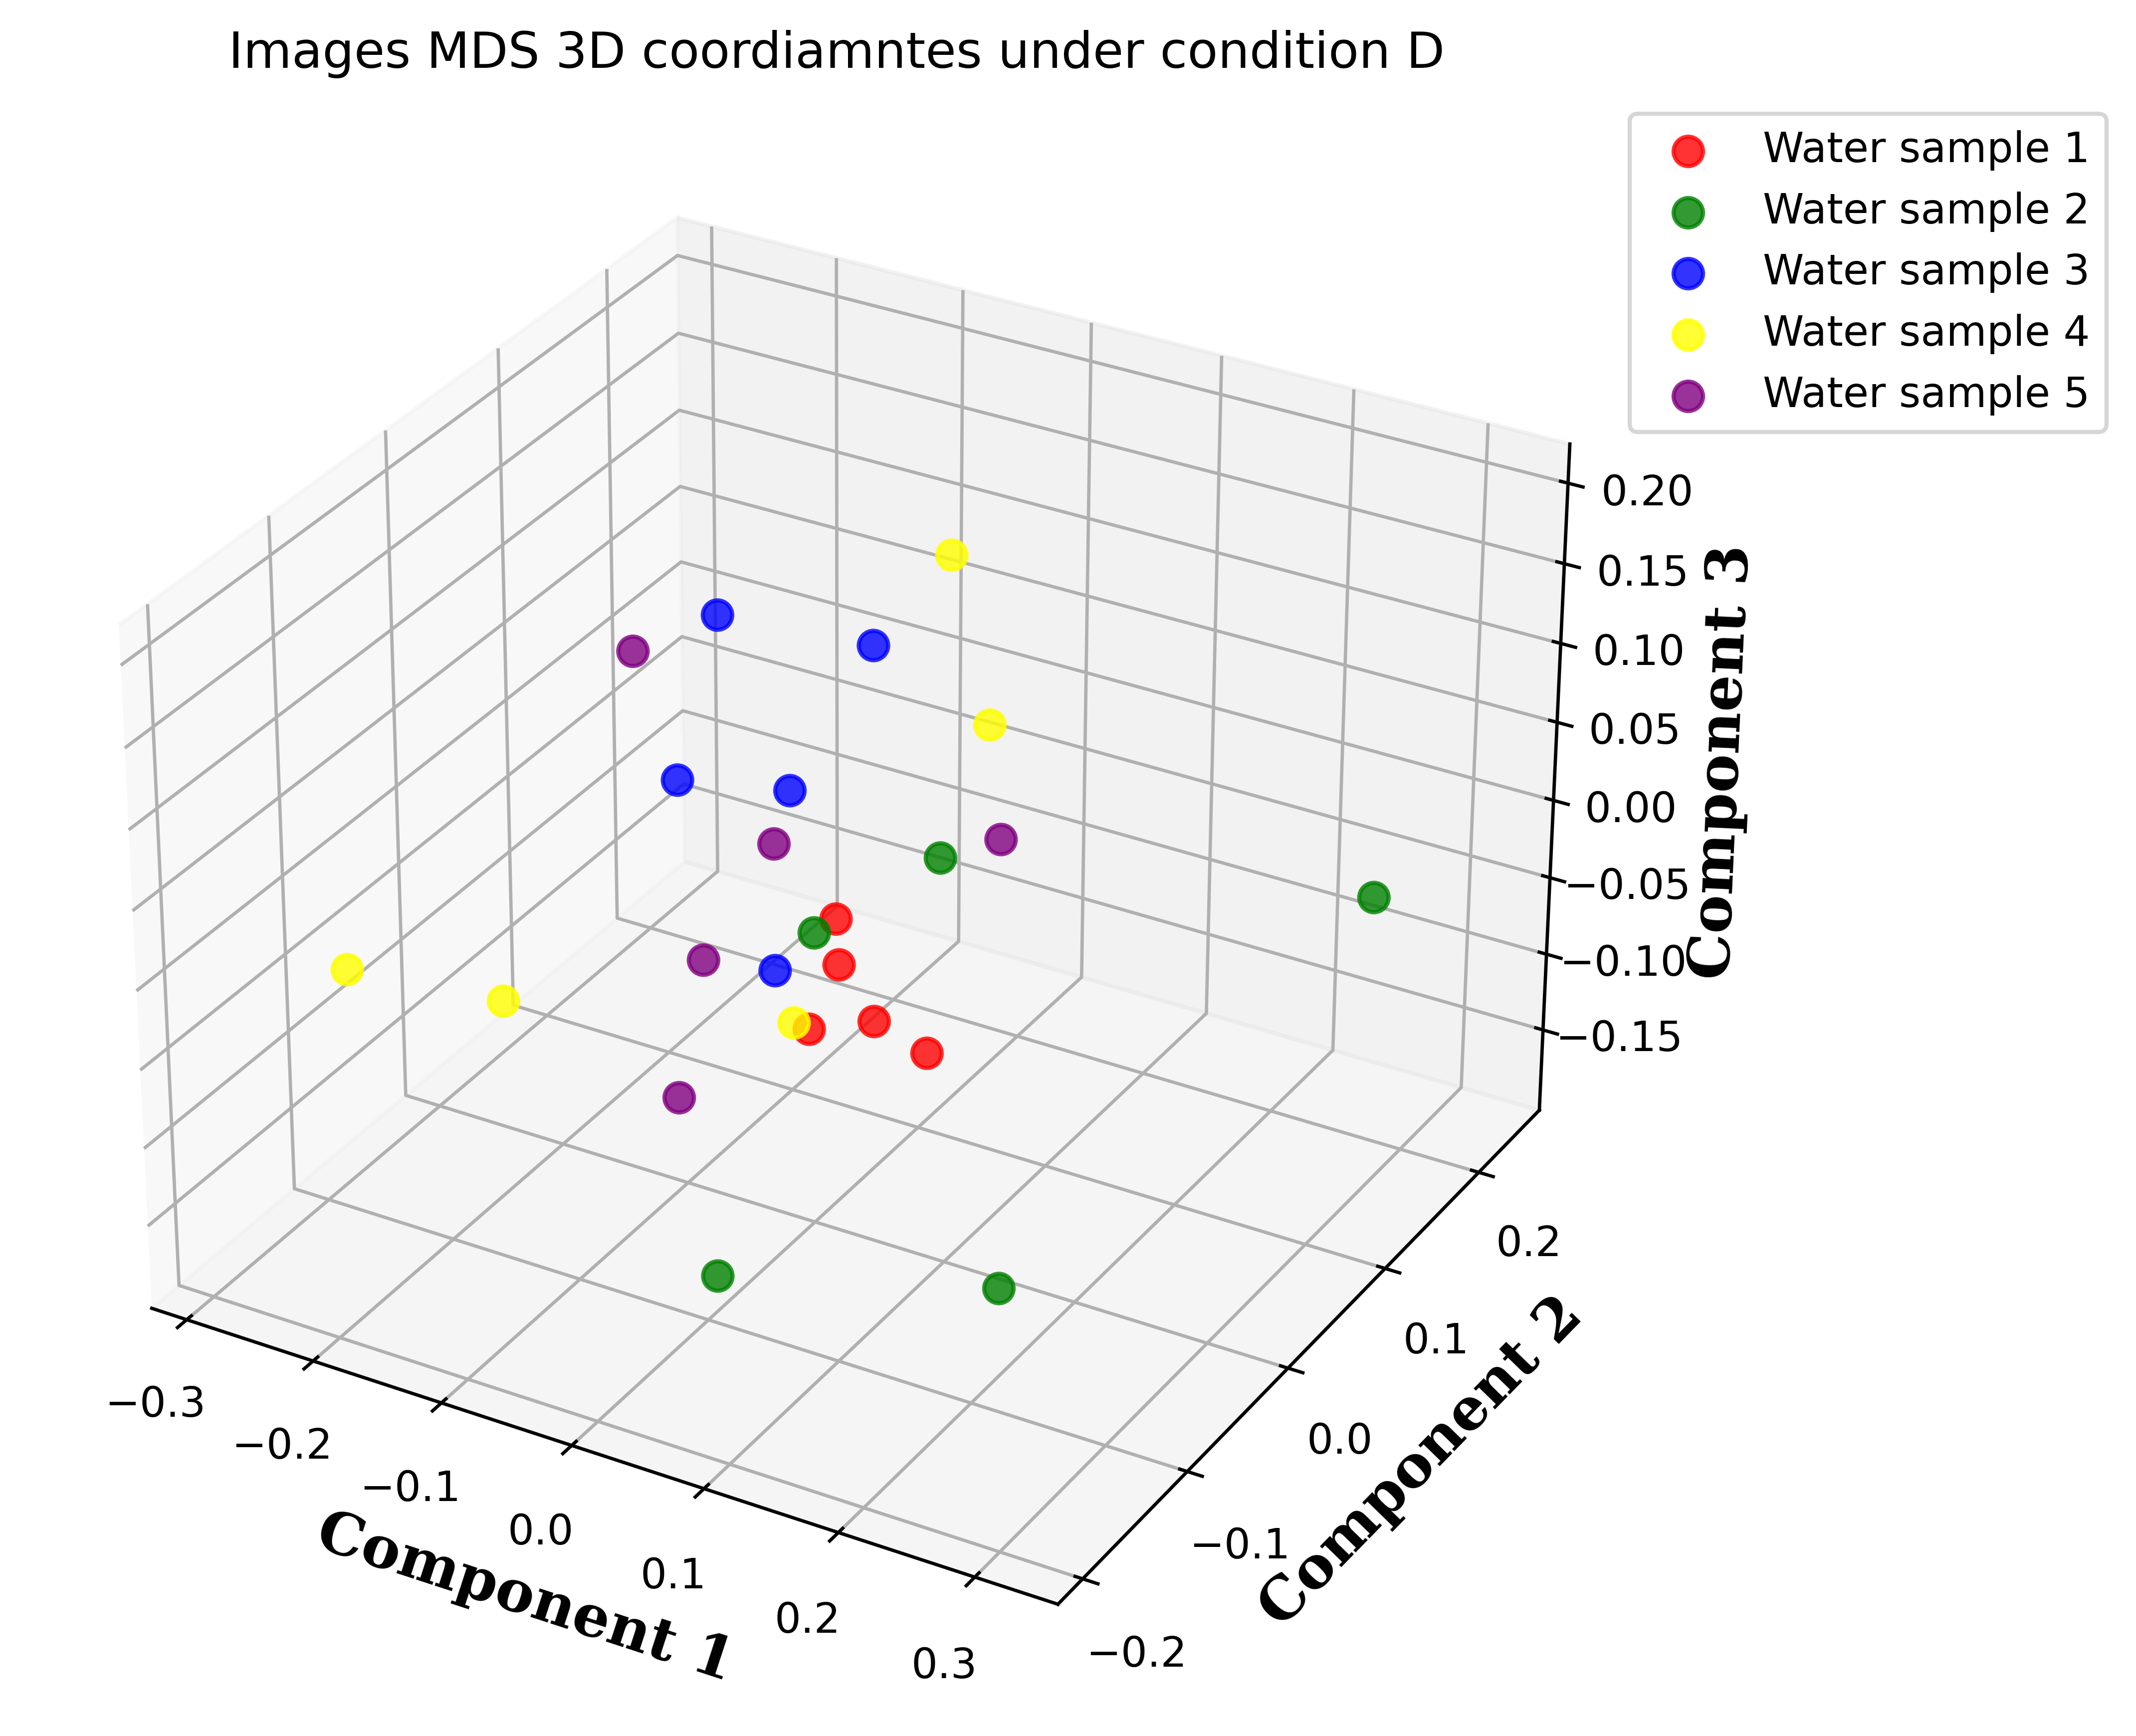 Images MDS 3D coordiamntes under condition D
Water sample 1
Water sample 2
Water sample 3
Water sample 4
Water sample 5
0.20
0.15
0.10
0.05
0.00
−0.05
−0.10
−0.15
Component 3
0.2
0.1
0.0
−0.1
−0.2
Component 2
−0.3
−0.2
−0.1
0.0
0.1
0.2
0.3
Component 1